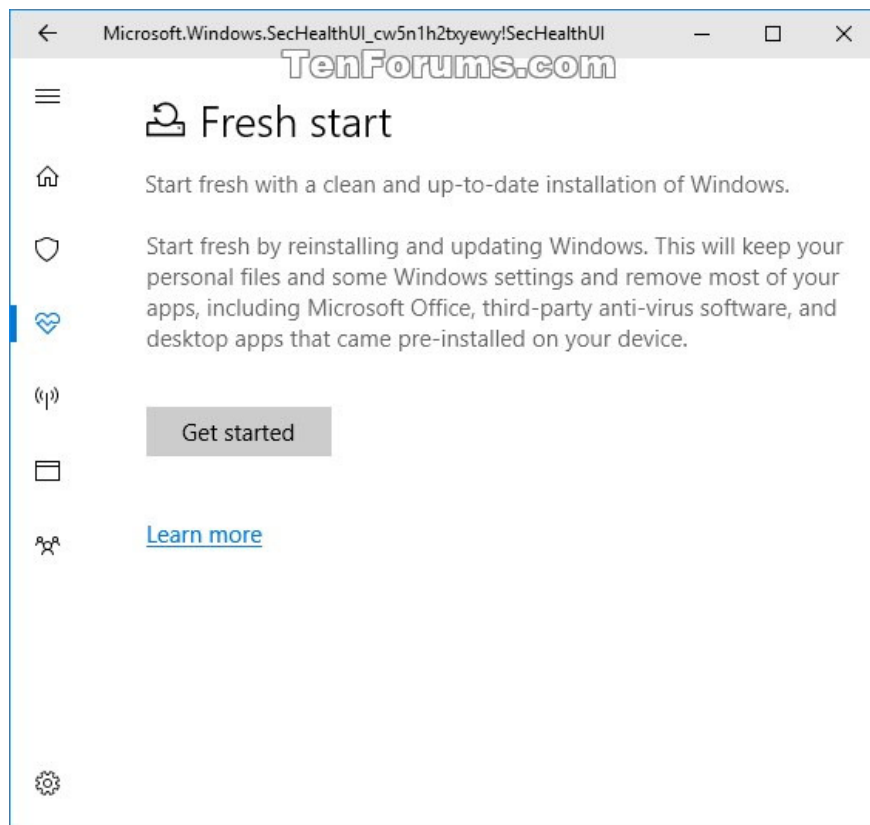 Microsoft.Windows.SecHealthUI_cw5n1h2txyewy!SecHealthUI
TenForums.com
Fresh start
Start fresh with a clean and up-to-date installation of Windows.
Start fresh by reinstalling and updating Windows. This will keep your
personal files and some Windows settings and remove most of your
apps, including Microsoft Office, third-party anti-virus software, and
desktop apps that came pre-installed on your device.
Get started
Learn more